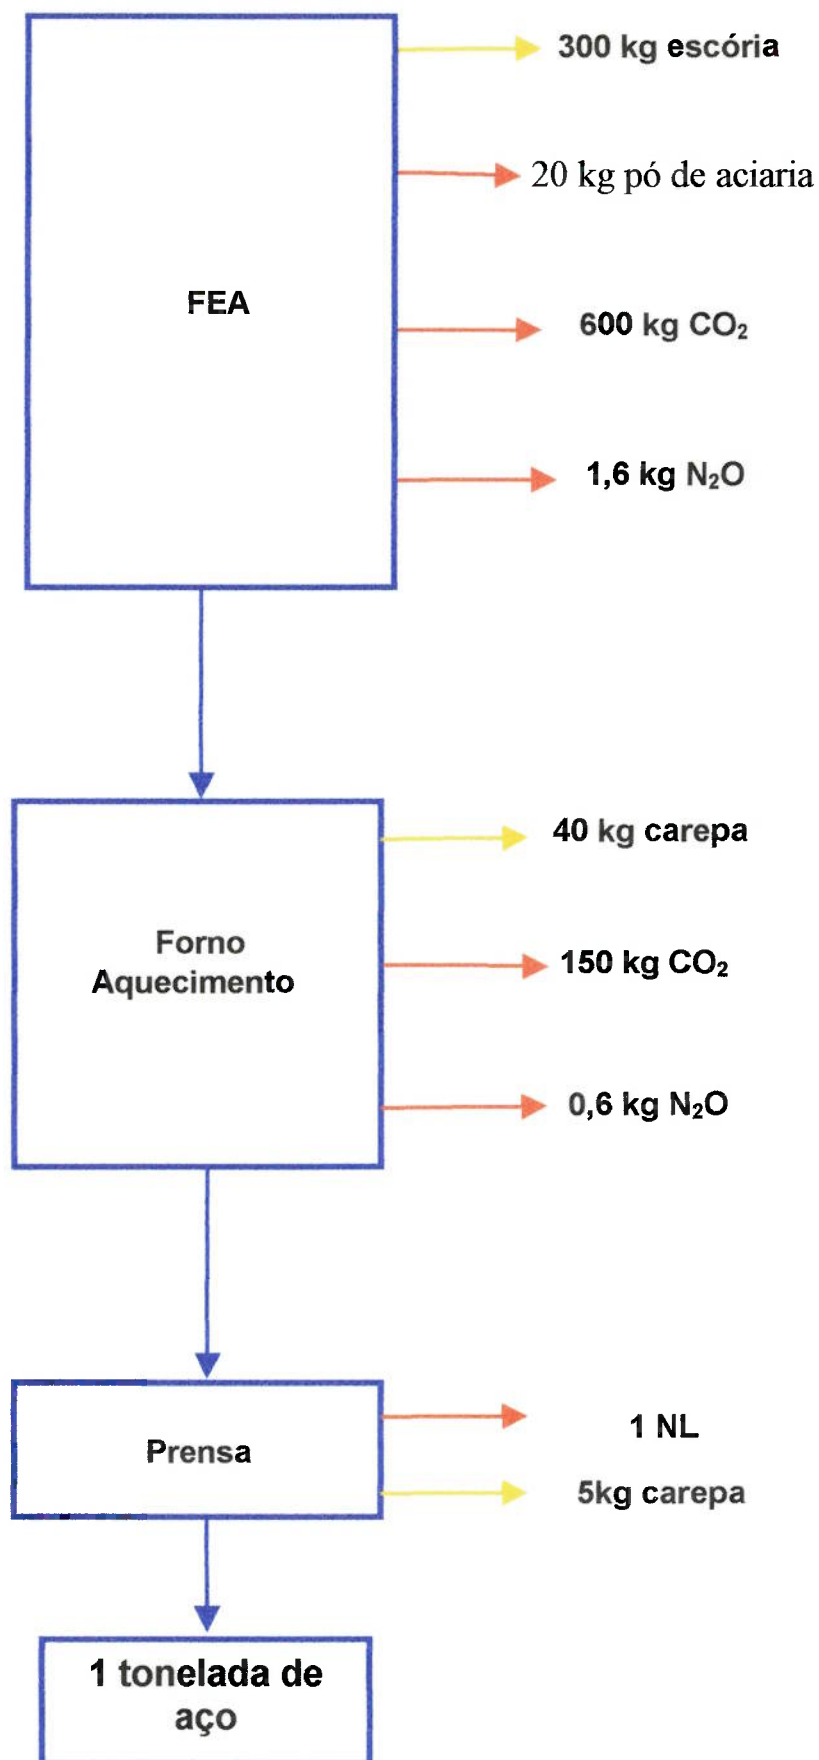 300 kg escória
20 kg pó de aciaria
FEA
600 kg CO₂
1,6 kg N₂O
40 kg carepa
Forno
Aquecimento
150 kg CO₂
0,6 kg N₂O
1 NL
Prensa
5kg carepa
1 tonelada de
aço